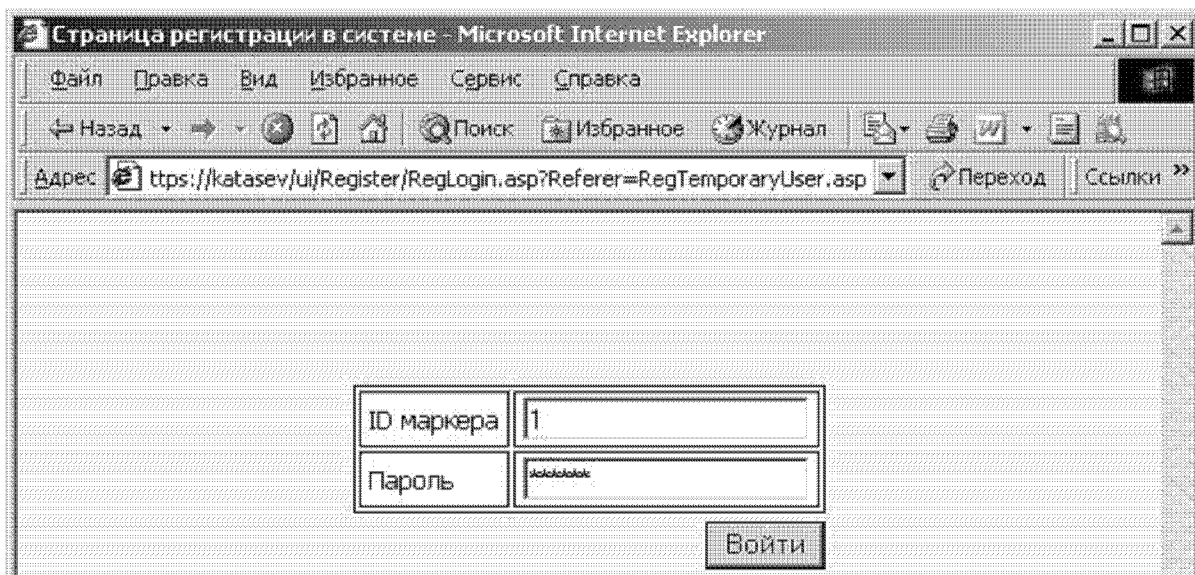 Страница регистрации в системе - Microsoft Internet Explorer
Файл Правка Вид Избранное Сервис Справка
Назад Поиск Избранное Журнал
Адрес ttps://katasev/ui/Register/RegLogin.asp?Referer=RegTemporaryUser.asp Переход Ссылки »
ID маркера 1
Пароль *******
Войти